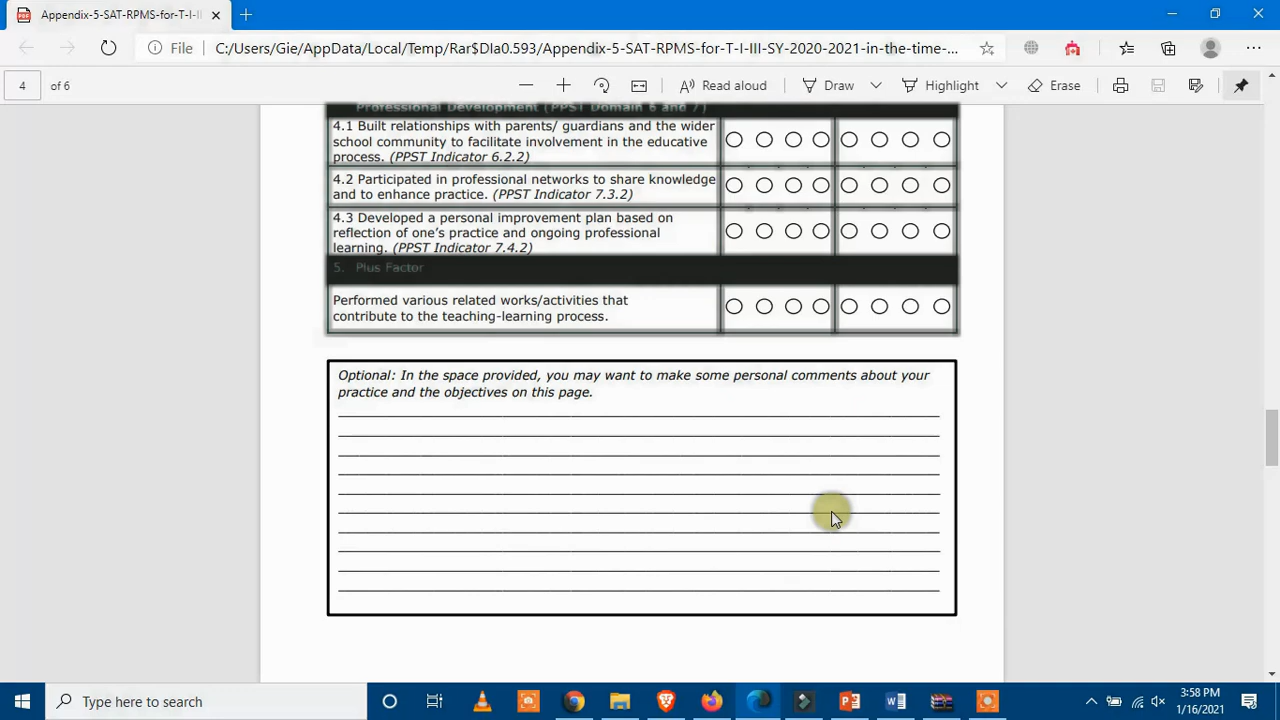 Appendix-5-SAT-RPMS-for-T-I-II
File
C:/Users/Gie/AppData/Local/Temp/Rar$DIa0.593/Appendix-5-SAT-RPMS-for-T-I-III-SY-2020-2021-in-the-time-...
4 of 6
Read aloud
Draw
Highlight
Erase
Professional Development (PPST Domain 6 and 7)
4.1 Built relationships with parents/ guardians and the wider
school community to facilitate involvement in the educative
process. (PPST Indicator 6.2.2)
4.2 Participated in professional networks to share knowledge
and to enhance practice. (PPST Indicator 7.3.2)
4.3 Developed a personal improvement plan based on
reflection of one's practice and ongoing professional
learning. (PPST Indicator 7.4.2)
5. Plus Factor
Performed various related works/activities that
contribute to the teaching-learning process.
Optional: In the space provided, you may want to make some personal comments about your
practice and the objectives on this page.
Type here to search
3:58 PM
1/16/2021